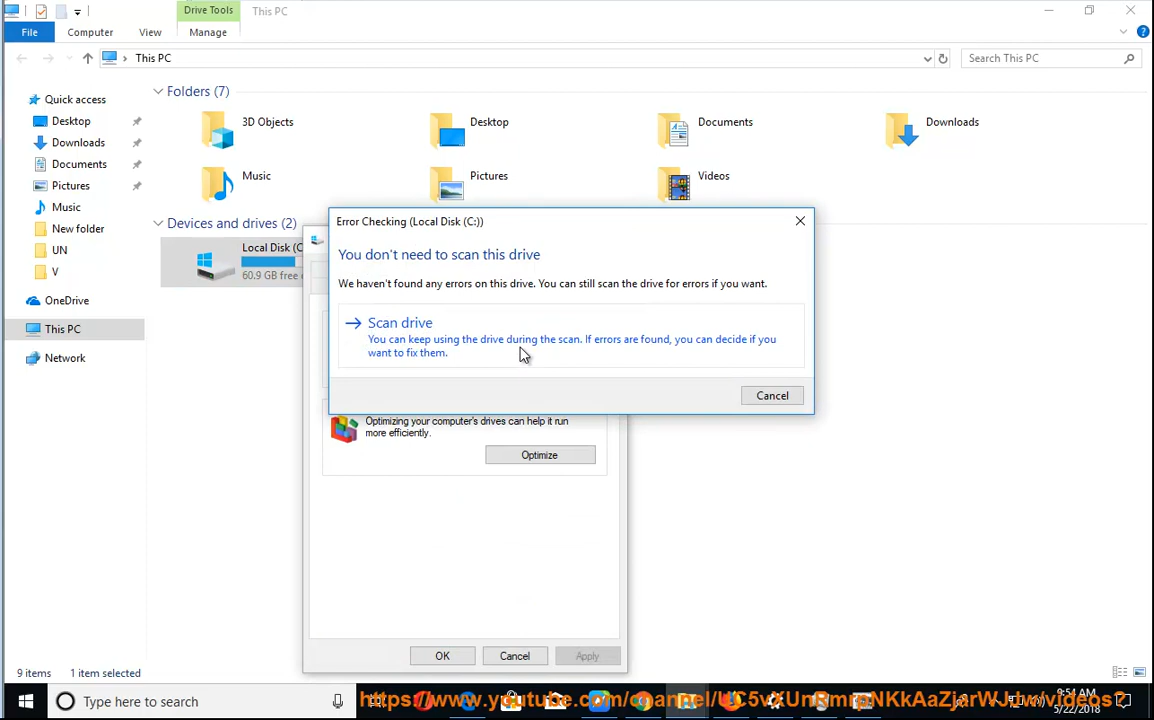 Drive Tools
This PC
File
Computer
View
Manage
This PC
Search This PC
Quick access
Desktop
Downloads
Documents
Pictures
Music
New folder
UN
V
OneDrive
This PC
Network
Folders (7)
3D Objects
Desktop
Documents
Downloads
Music
Pictures
Videos
Devices and drives (2)
Local Disk (C
60.9 GB free
Error Checking (Local Disk (C:))
You don't need to scan this drive
We haven't found any errors on this drive. You can still scan the drive for errors if you want.
Scan drive
You can keep using the drive during the scan. If errors are found, you can decide if you
want to fix them.
Cancel
Optimizing your computer's drives can help it run
more efficiently.
Optimize
OK
Cancel
Apply
9 items
1 item selected
Type here to search
9:54 AM
5/22/2018